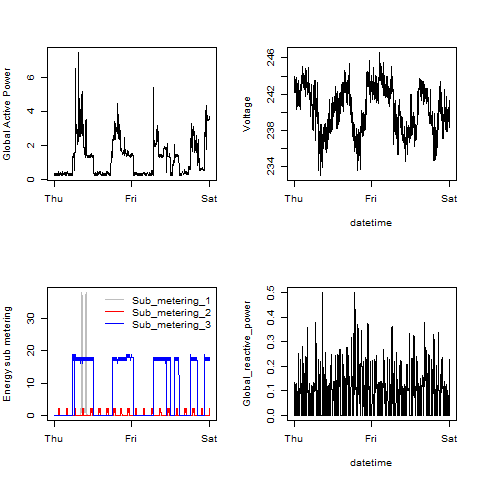 Global Active Power
0
2
4
6
Thu
Fri
Sat
Voltage
234
238
242
246
Thu
Fri
Sat
datetime
Energy sub metering
0
10
20
30
Sub_metering_1
Sub_metering_2
Sub_metering_3
Thu
Fri
Sat
Global_reactive_power
0.0
0.1
0.2
0.3
0.4
0.5
Thu
Fri
Sat
datetime